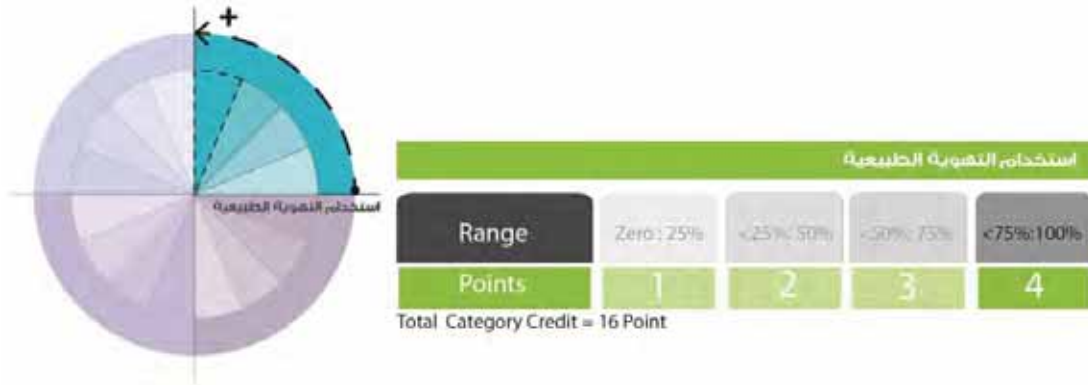 +
استخدام التهوية الطبيعية
استخدام التهوية الطبيعية
Range Zero : 25% <25%: 50% <50%: 75% <75%:100%
Points 1 2 3 4
Total Category Credit = 16 Point